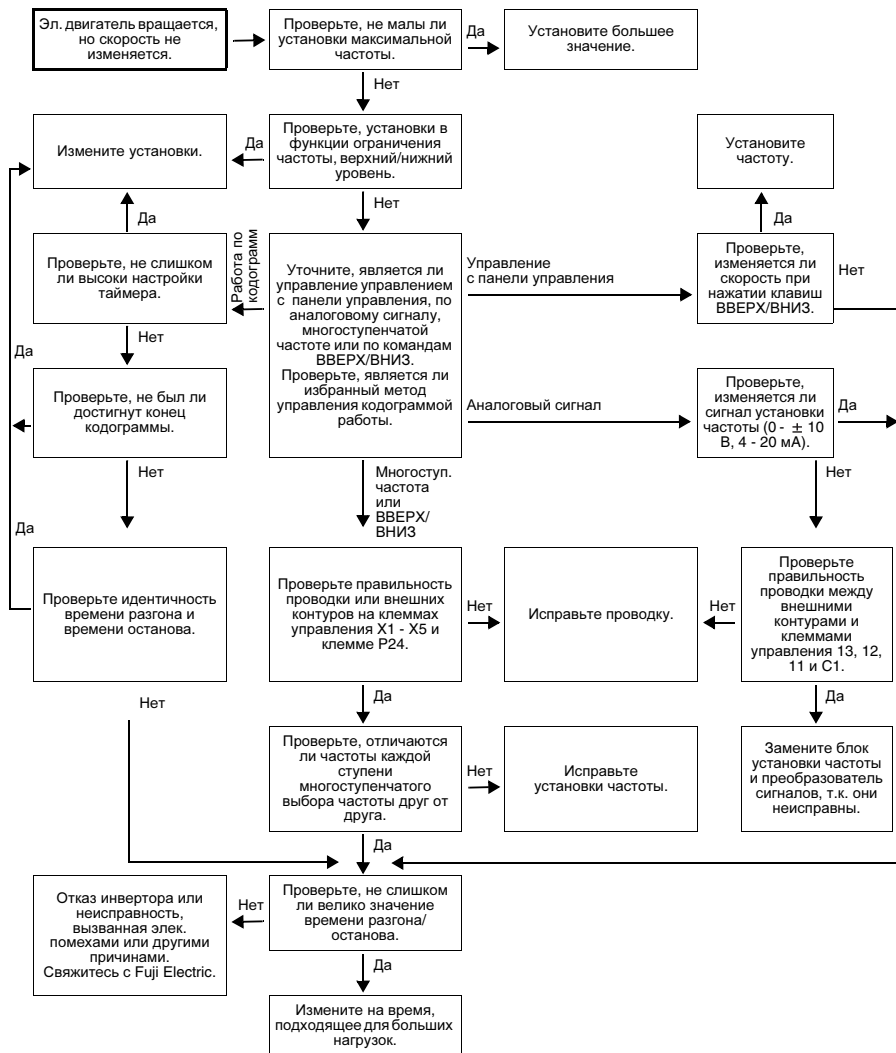 Эл. двигатель вращается,
но скорость не
изменяется.
Проверьте, не малы ли
установки максимальной
частоты.
Да
Установите большее
значение.
Нет
Измените установки.
Да
Проверьте, установки в
функции ограничения
частоты, верхний/нижний
уровень.
Установите
частоту.
Да
Нет
Да
Проверьте, не слишком
ли высоки настройки
таймера.
Работа по
кодограмм
Уточните, является ли
управление управлением
с панели управления, по
аналоговому сигналу,
многоступенчатой
частоте или по командам
ВВЕРХ/ВНИЗ.
Проверьте, является ли
избранный метод
управления кодограммой
работы.
Управление
с панели управления
Проверьте,
изменяется ли
скорость при
нажатии клавиш
ВВЕРХ/ВНИЗ.
Нет
Нет
Да
Проверьте, не был ли
достигнут конец
кодограммы.
Аналоговый сигнал
Проверьте,
изменяется ли
сигнал установки
частоты (0 - ± 10
В, 4 - 20 мА).
Да
Нет
Многоступ.
частота
или
ВВЕРХ/
ВНИЗ
Нет
Да
Проверьте идентичность
времени разгона и
времени останова.
Проверьте правильность
проводки или внешних
контуров на клеммах
управления X1 - X5 и
клемме P24.
Нет
Исправьте проводку.
Нет
Проверьте
правильность
проводки между
внешними
контурами и
клеммами
управления 13, 12,
11 и C1.
Нет
Да
Да
Проверьте, отличаются
ли частоты каждой
ступени
многоступенчатого
выбора частоты друг от
друга.
Нет
Исправьте
установки частоты.
Замените блок
установки частоты
и преобразователь
сигналов, т.к. они
неисправны.
Да
Отказ инвертора или
неисправность,
вызванная элек.
помехами или другими
причинами.
Свяжитесь с Fuji Electric.
Нет
Проверьте, не слишком
ли велико значение
времени разгона/
останова.
Да
Измените на время,
подходящее для больших
нагрузок.